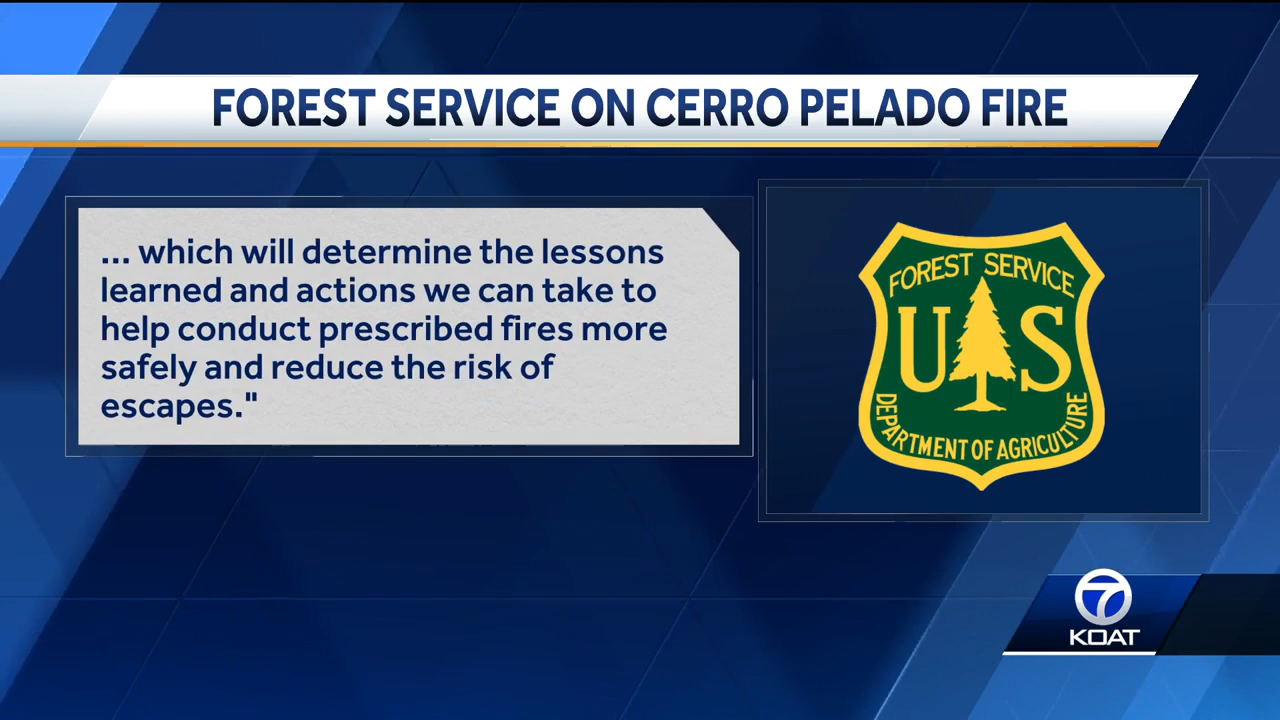 FOREST SERVICE ON CERRO PELADO FIRE
... which will determine the lessons
learned and actions we can take to
help conduct prescribed fires more
safely and reduce the risk of
escapes."
FOREST SERVICE
U S
DEPARTMENT OF AGRICULTURE
7
KOAT